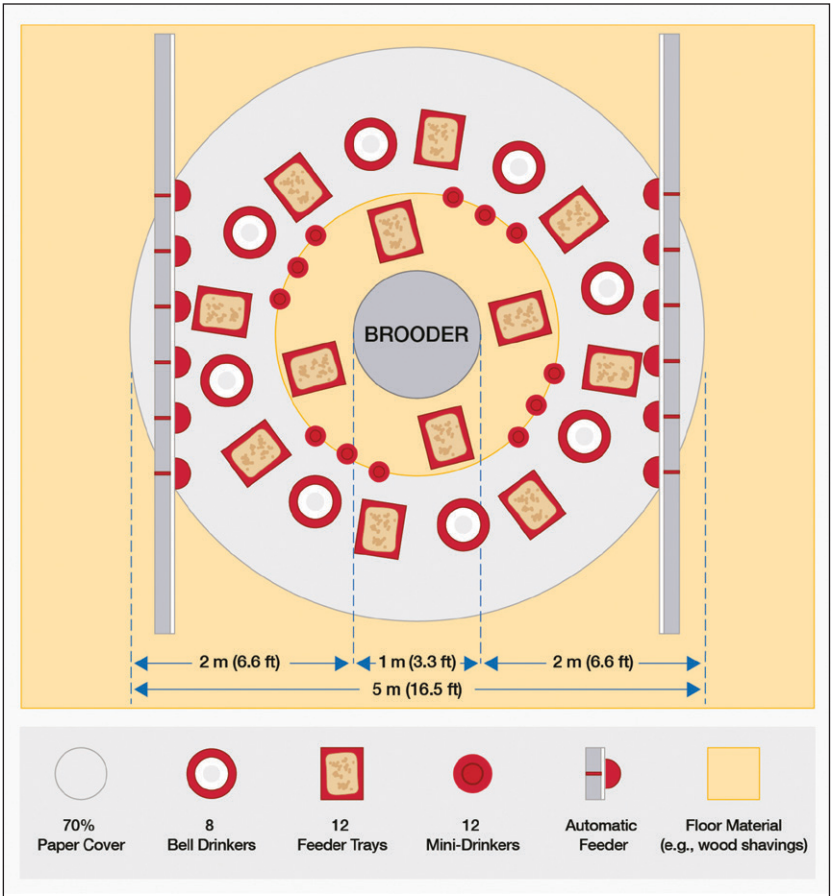 BROODER
2 m (6.6 ft)
1 m (3.3 ft)
2 m (6.6 ft)
5 m (16.5 ft)
70%
Paper Cover
8
Bell Drinkers
12
Feeder Trays
12
Mini-Drinkers
Automatic
Feeder
Floor Material
(e.g., wood shavings)